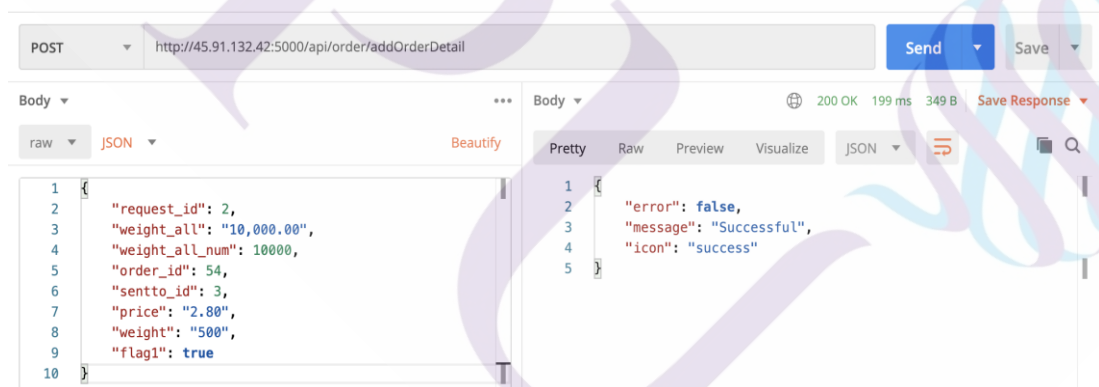 POST http://45.91.132.42:5000/api/order/addOrderDetail Send Save
Body ••• Body 200 OK 199 ms 349 B Save Response
raw JSON Beautify Pretty Raw Preview Visualize JSON
1 {
2 "request_id": 2,
3 "weight_all": "10,000.00",
4 "weight_all_num": 10000,
5 "order_id": 54,
6 "sentto_id": 3,
7 "price": "2.80",
8 "weight": "500",
9 "flag1": true
10 }
1 {
2 "error": false,
3 "message": "Successful",
4 "icon": "success"
5 }